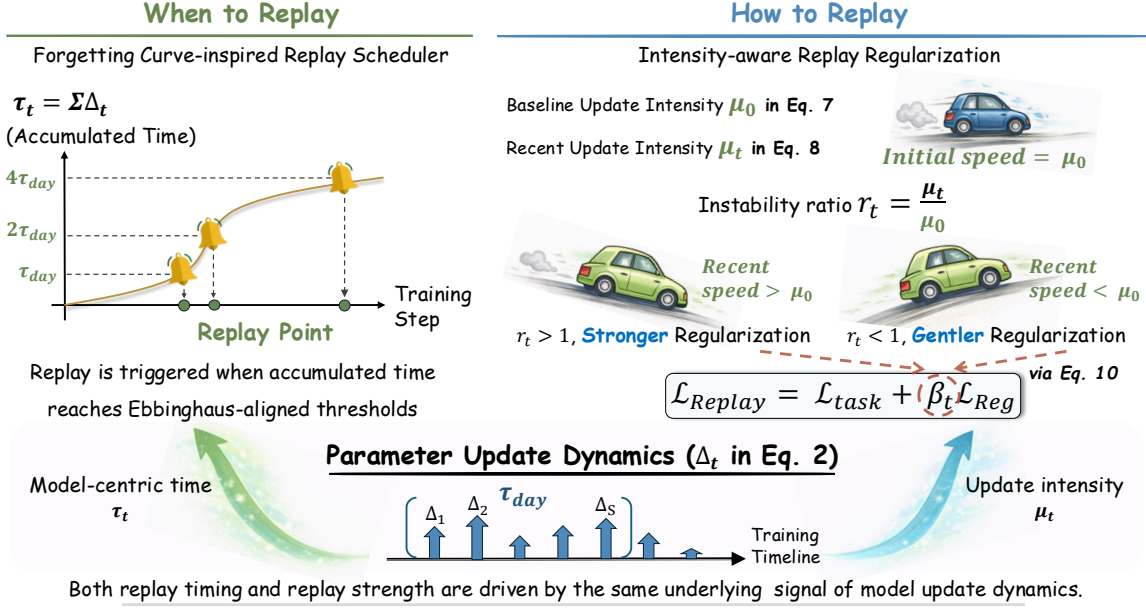 When to Replay
Forgetting Curve-inspired Replay Scheduler
τ_t = ΣΔ_t
(Accumulated Time)
4τ_day
2τ_day
τ_day
Training
Step
Replay Point
Replay is triggered when accumulated time
reaches Ebbinghaus-aligned thresholds
How to Replay
Intensity-aware Replay Regularization
Baseline Update Intensity μ_0 in Eq. 7
Recent Update Intensity μ_t in Eq. 8
Initial speed = μ_0
Instability ratio r_t = μ_t / μ_0
Recent
speed > μ_0
Recent
speed < μ_0
r_t > 1, Stronger Regularization
r_t < 1, Gentler Regularization
via Eq. 10
ℒ_Replay = ℒ_task + β_t ℒ_Reg
Parameter Update Dynamics (Δ_t in Eq. 2)
Model-centric time
τ_t
τ_day
Δ_1
Δ_2
Δ_S
Training
Timeline
Update intensity
μ_t
Both replay timing and replay strength are driven by the same underlying signal of model update dynamics.